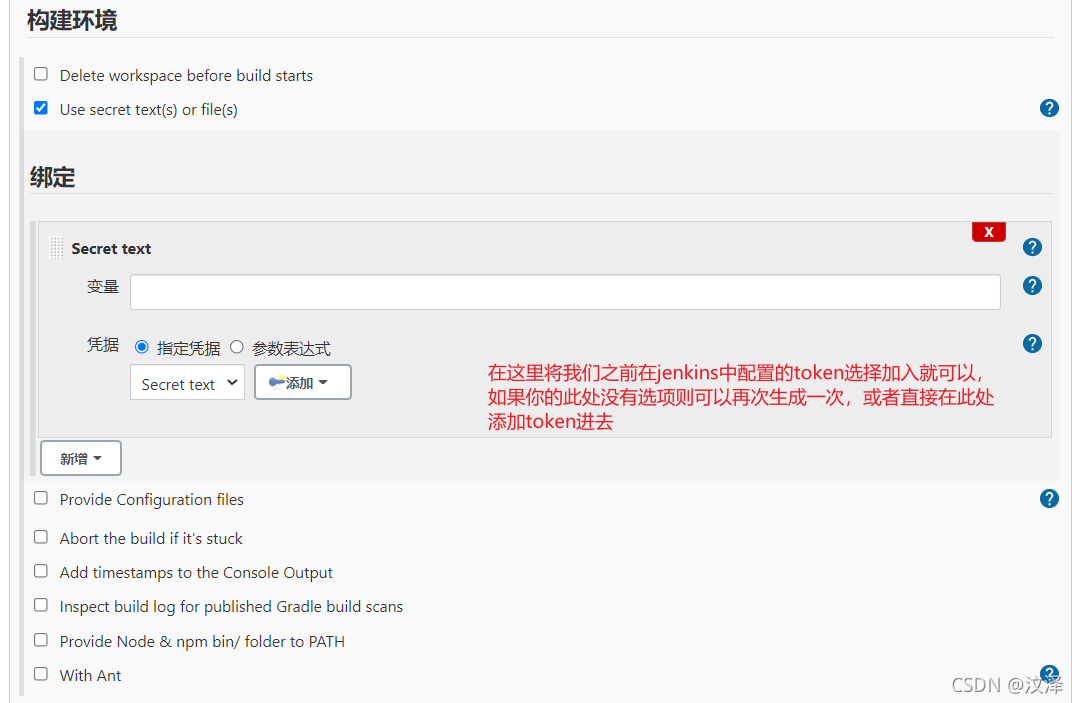 构建环境
Delete workspace before build starts
Use secret text(s) or file(s)
绑定
X
Secret text
变量
凭据 指定凭据 参数表达式
Secret text 添加
在这里将我们之前在jenkins中配置的token选择加入就可以，
如果你的此处没有选项则可以再次生成一次，或者直接在此处
添加token进去
新增
Provide Configuration files
Abort the build if it's stuck
Add timestamps to the Console Output
Inspect build log for published Gradle build scans
Provide Node & npm bin/ folder to PATH
With Ant
CSDN @汶泽